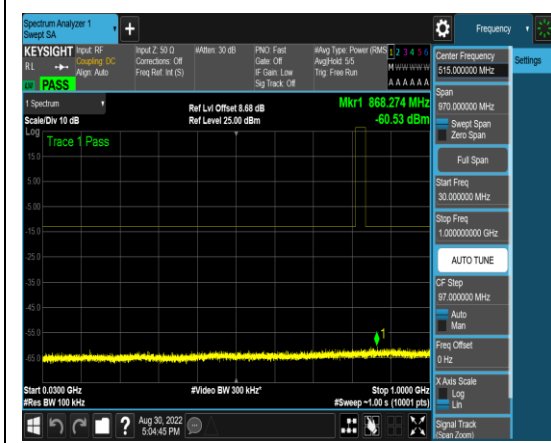 Spectrum Analyzer 1
Swept SA
Frequency
KEYSIGHT Input: RF
RL
Coupling: DC
Align: Auto
Input Z: 50 Ω
Corrections: Off
Freq Ref: Int (S)
#Atten: 30 dB
PNO: Fast
Gate: Off
IF Gain: Low
Sig Track: Off
#Avg Type: Power (RMS
Avg|Hold: 5/5
Trig: Free Run
1 2 3 4 5 6
M W W W W W
A A A A A A
PASS
1 Spectrum
Scale/Div 10 dB
Ref Lvl Offset 8.68 dB
Ref Level 25.00 dBm
Mkr1 868.274 MHz
-60.53 dBm
Log
Trace 1 Pass
15.0
5.00
-5.00
-15.0
-25.0
-35.0
-45.0
-55.0
-65.0
1
Start 0.0300 GHz
#Res BW 100 kHz
#Video BW 300 kHz*
Stop 1.0000 GHz
#Sweep ~1.00 s (10001 pts)
Center Frequency
515.000000 MHz
Span
970.000000 MHz
Swept Span
Zero Span
Full Span
Start Freq
30.000000 MHz
Stop Freq
1.000000000 GHz
AUTO TUNE
CF Step
97.000000 MHz
Auto
Man
Freq Offset
0 Hz
X Axis Scale
Log
Lin
Signal Track
(Span Zoom)
Settings
Aug 30, 2022
5:04:45 PM